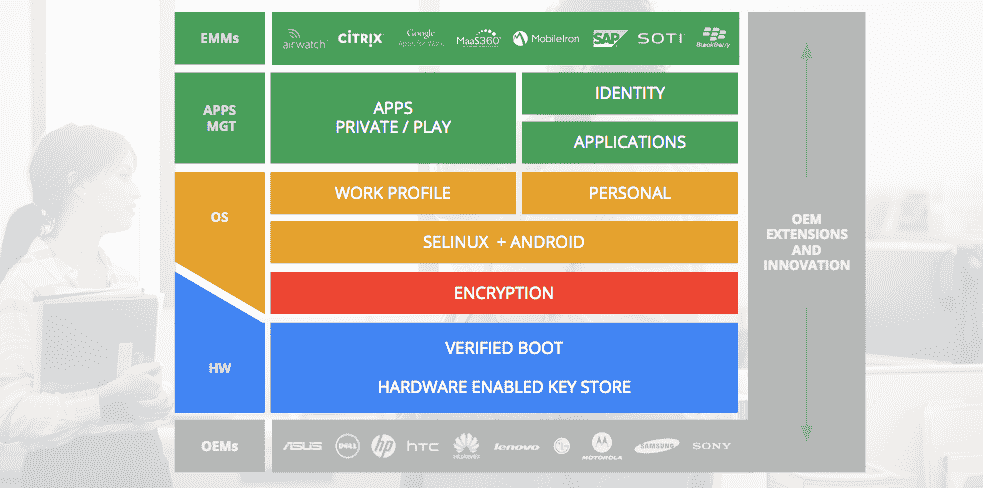 EMMs
airwatch
CITRIX
Google
Apps for Work
MaaS360
MobileIron
SAP
SOTI
BlackBerry
APPS
MGT
APPS
PRIVATE / PLAY
IDENTITY
APPLICATIONS
OS
WORK PROFILE
PERSONAL
SELINUX + ANDROID
ENCRYPTION
HW
VERIFIED BOOT
HARDWARE ENABLED KEY STORE
OEM
EXTENSIONS
AND
INNOVATION
OEMs
ASUS
DELL
hp
hTC
HUAWEI
lenovo
LG
MOTOROLA
SAMSUNG
SONY